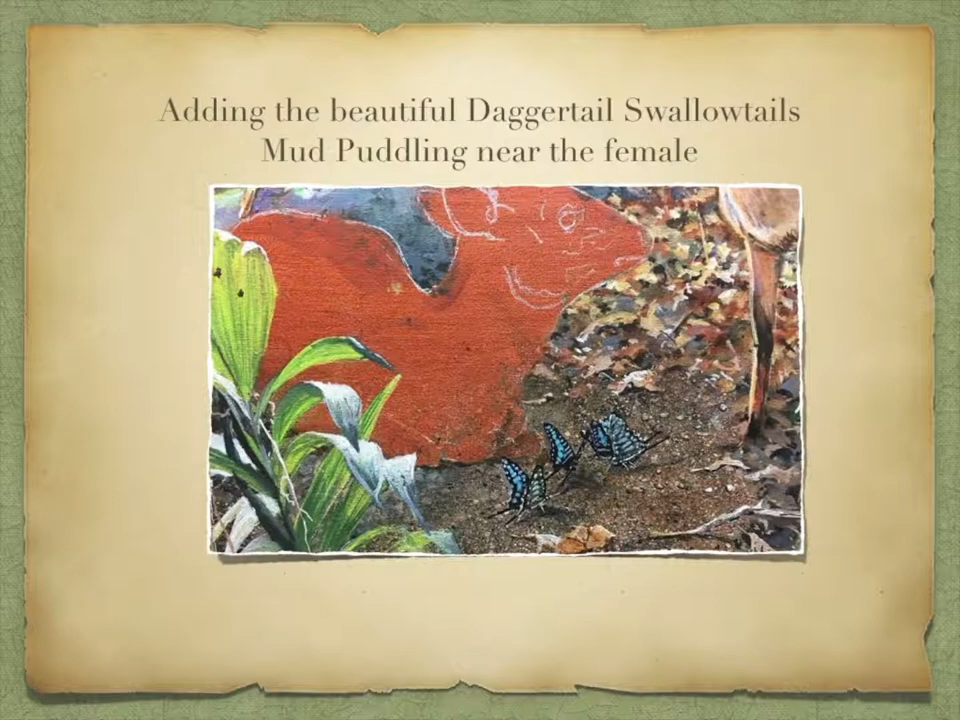 Adding the beautiful Daggertail Swallowtails
Mud Puddling near the female